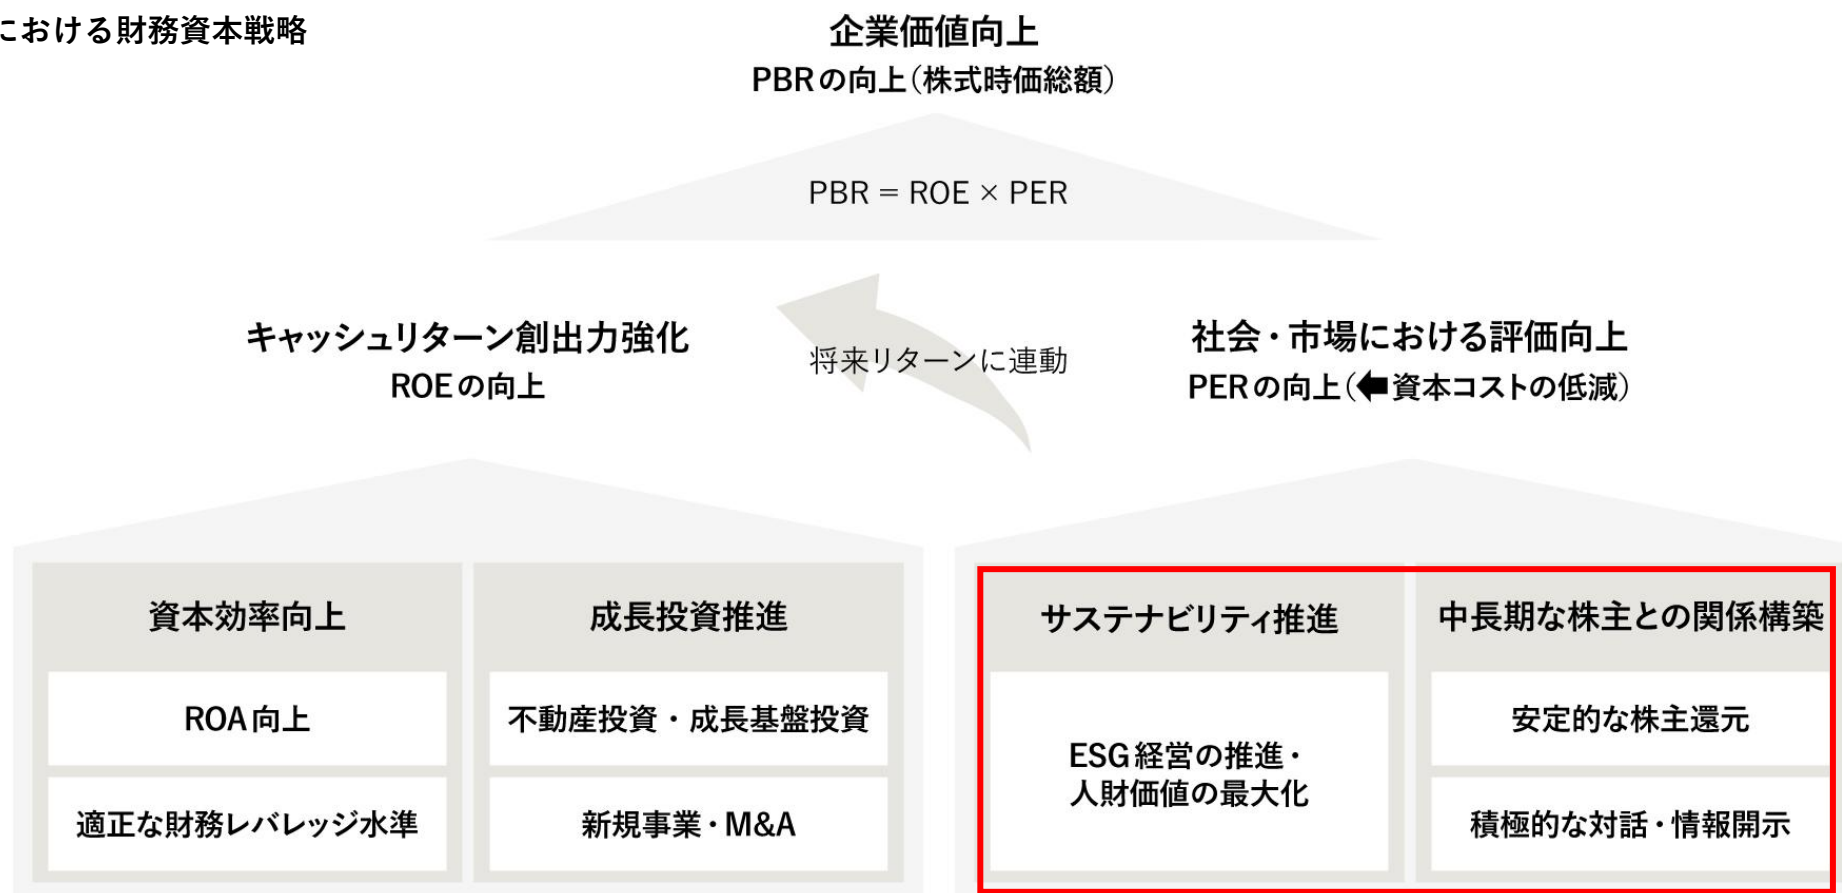 における財務資本戦略
企業価値向上
PBRの向上（株式時価総額）
PBR = ROE × PER
キャッシュリターン創出力強化
ROEの向上
将来リターンに連動
社会・市場における評価向上
PERの向上（⬅資本コストの低減）
資本効率向上
ROA向上
適正な財務レバレッジ水準
成長投資推進
不動産投資・成長基盤投資
新規事業・M&A
サステナビリティ推進
ESG経営の推進・
人財価値の最大化
中長期な株主との関係構築
安定的な株主還元
積極的な対話・情報開示